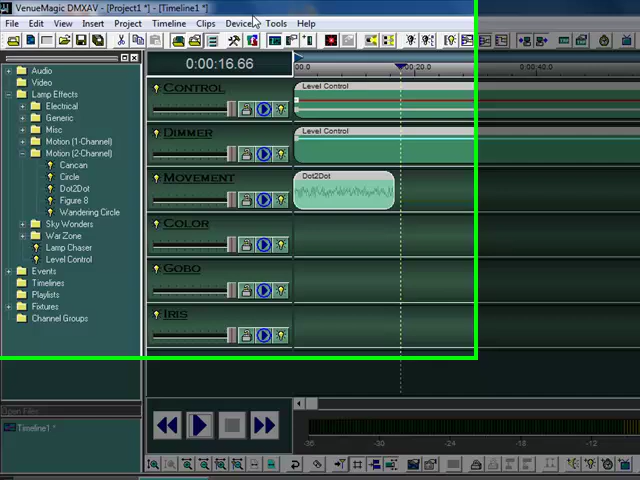 VenueMagic DMXAV - [Project1 *] - [Timeline1 *]
File Edit View Insert Project Timeline Clips Devices Tools Help
0:00:16.66
00.0
0:00:20.00
0:00:40.0
Audio
Video
Lamp Effects
Electrical
Generic
Misc
Motion (1-Channel)
Motion (2-Channel)
Cancan
Circle
Dot2Dot
Figure 8
Wandering Circle
Sky Wonders
War Zone
Lamp Chaser
Level Control
Events
Timelines
Playlists
Fixtures
Channel Groups
CONTROL
Level Control
DIMMER
Level Control
MOVEMENT
Dot2Dot
COLOR
GOBO
IRIS
Open Files
Timeline1 *
-36 -30 -24 -18 -12